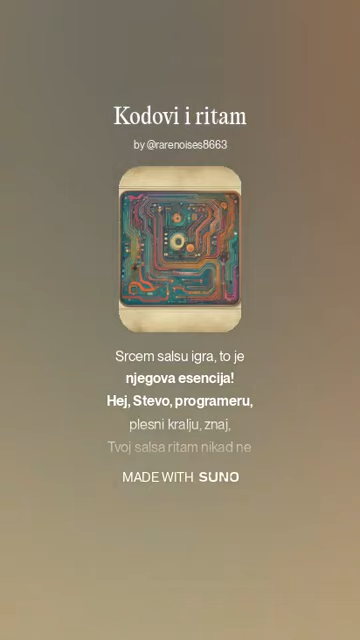 Kodovi i ritam
by @rarenoises8663
Srcem salsu igra, to je
njegova esencija!
Hej, Stevo, programeru,
plesni kralju, znaj,
Tvoj salsa ritam nikad ne
MADE WITH SUNO